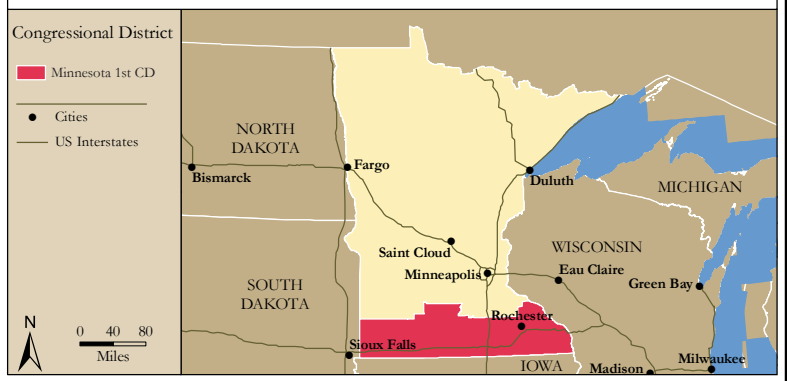 Congressional District
Minnesota 1st CD
Cities
US Interstates
N
0 40 80
Miles
NORTH
DAKOTA
Bismarck
Fargo
Duluth
MICHIGAN
Saint Cloud
Minneapolis
WISCONSIN
Eau Claire
Green Bay
SOUTH
DAKOTA
Rochester
Sioux Falls
IOWA
Madison
Milwaukee